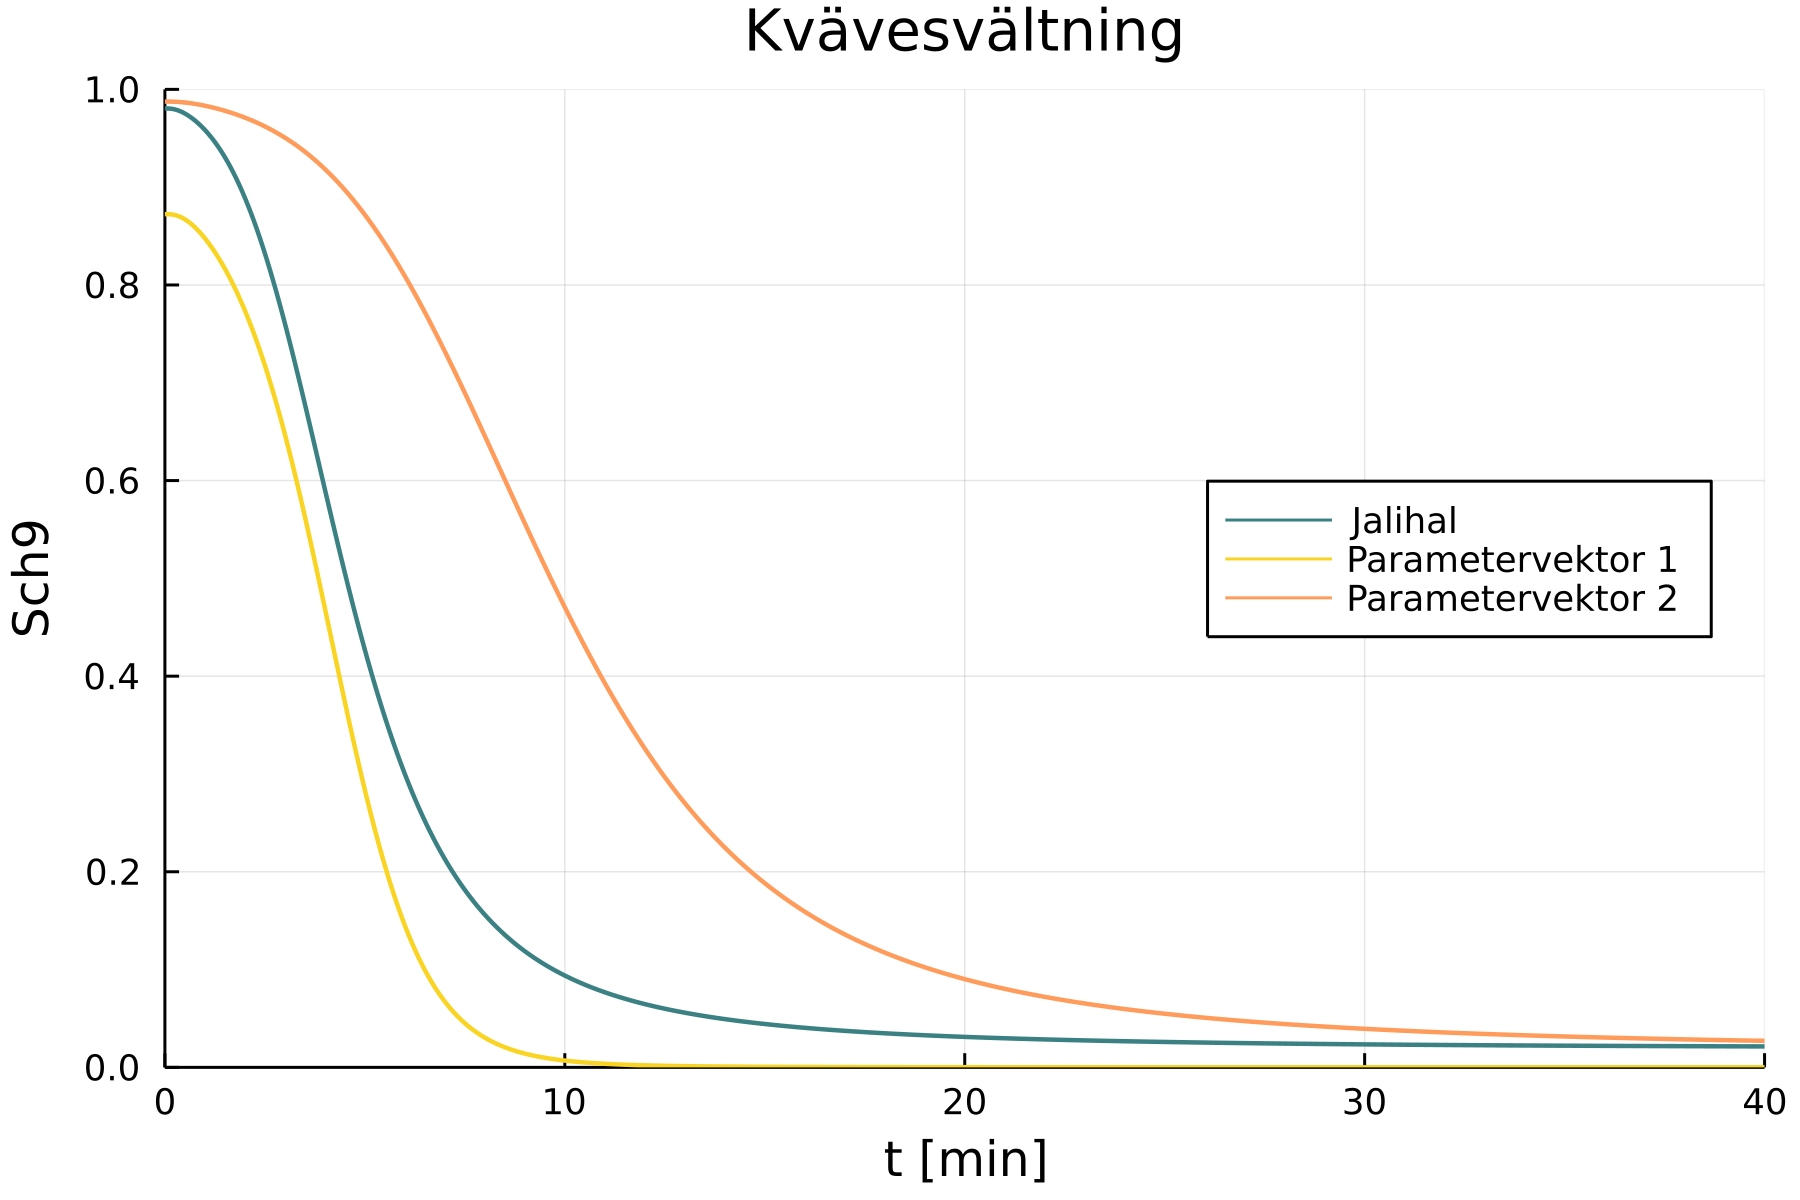 Kvävesvältning
1.0
0.8
0.6
0.4
0.2
0.0
Sch9
Jalihal
Parametervektor 1
Parametervektor 2
0 10 20 30 40
t [min]